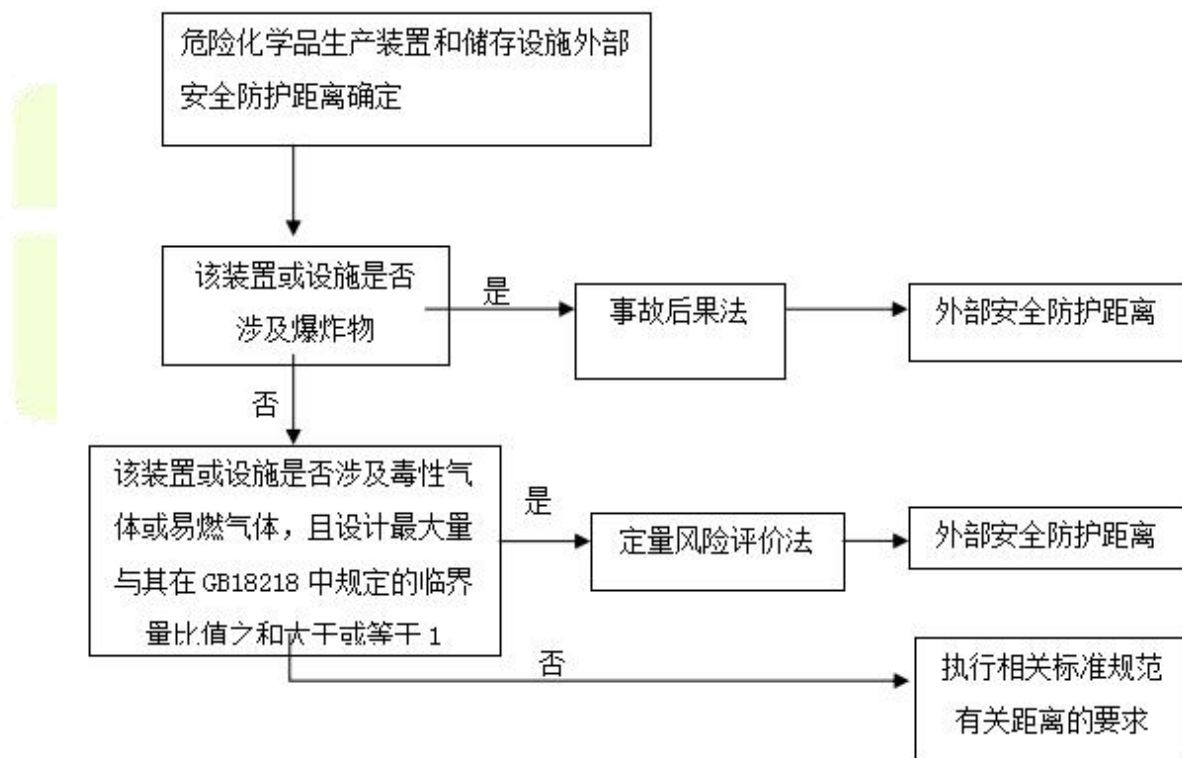 危险化学品生产装置和储存设施外部
安全防护距离确定
该装置或设施是否
涉及爆炸物
是
事故后果法
外部安全防护距离
否
该装置或设施是否涉及毒性气
体或易燃气体，且设计最大量
与其在 GB18218 中规定的临界
量比值之和大于或等于 1
是
定量风险评价法
外部安全防护距离
否
执行相关标准规范
有关距离的要求